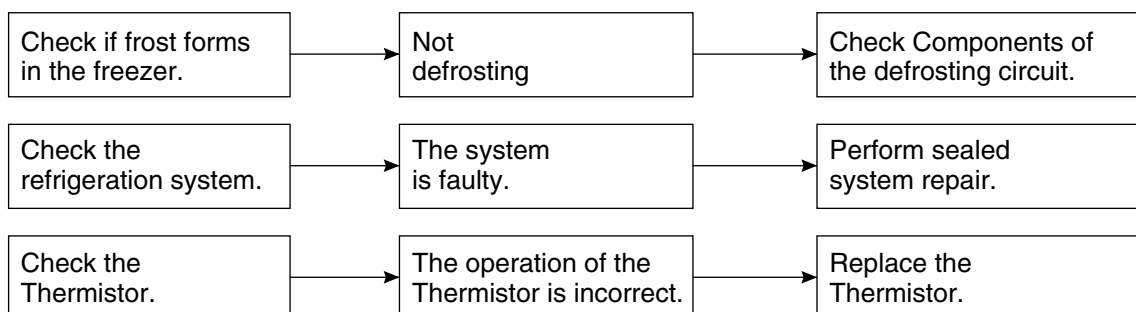 Check if frost forms
in the freezer.
Not
defrosting
Check Components of
the defrosting circuit.
Check the
refrigeration system.
The system
is faulty.
Perform sealed
system repair.
Check the
Thermistor.
The operation of the
Thermistor is incorrect.
Replace the
Thermistor.